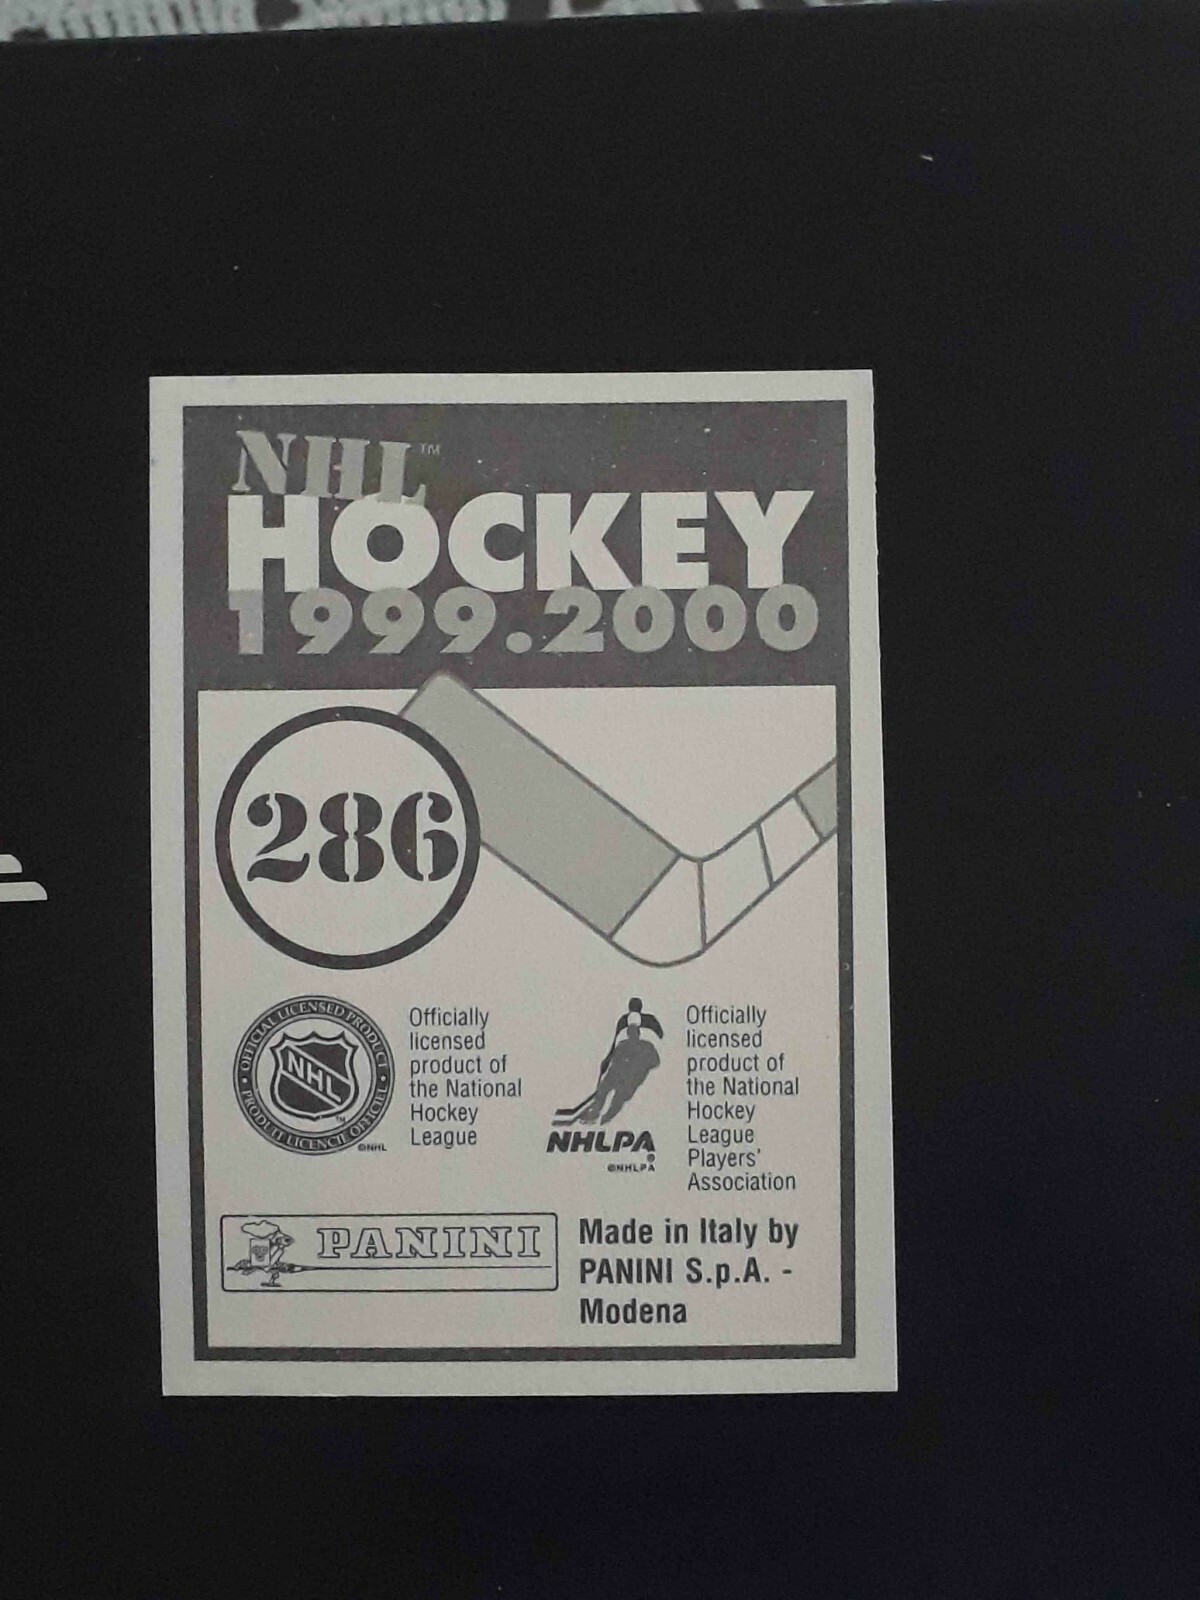 NHL™
HOCKEY
1999.2000
286
OFFICIAL LICENSED PRODUCT
NHL
™
PRODUIT LICENCIÉ OFFICIEL
©NHL
Officially
licensed
product of
the National
Hockey
League
NHLPA
®
©NHLPA
Officially
licensed
product of
the National
Hockey
League
Players'
Association
PANINI
Made in Italy by
PANINI S.p.A. -
Modena